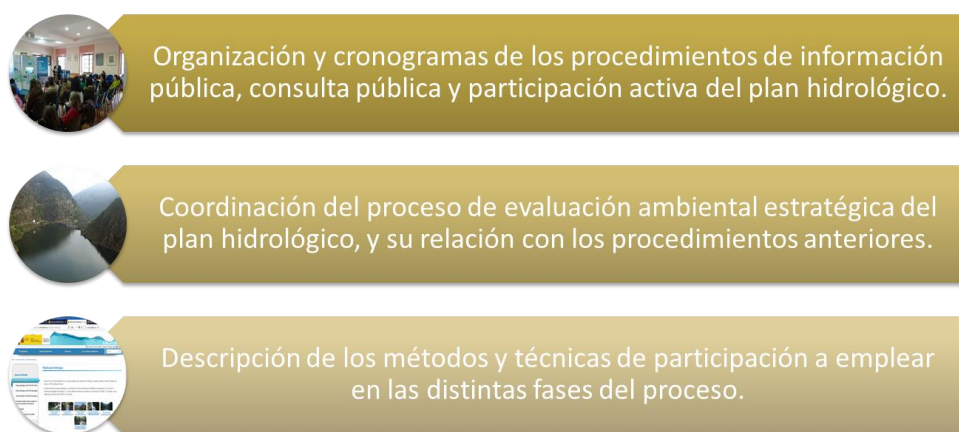 Organización y cronogramas de los procedimientos de información
pública, consulta pública y participación activa del plan hidrológico.
Coordinación del proceso de evaluación ambiental estratégica del
plan hidrológico, y su relación con los procedimientos anteriores.
Descripción de los métodos y técnicas de participación a emplear
en las distintas fases del proceso.